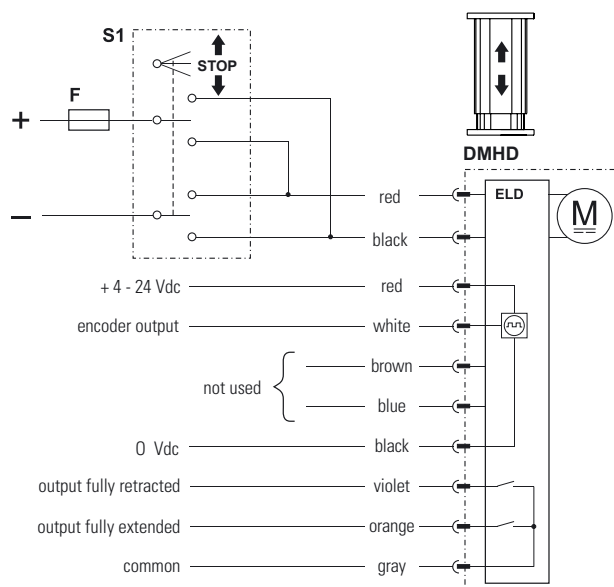 S1
STOP
F
+
–
DMHD
ELD
M
red
black
+ 4 - 24 Vdc red
encoder output white
not used
brown
blue
0 Vdc black
output fully retracted violet
output fully extended orange
common gray